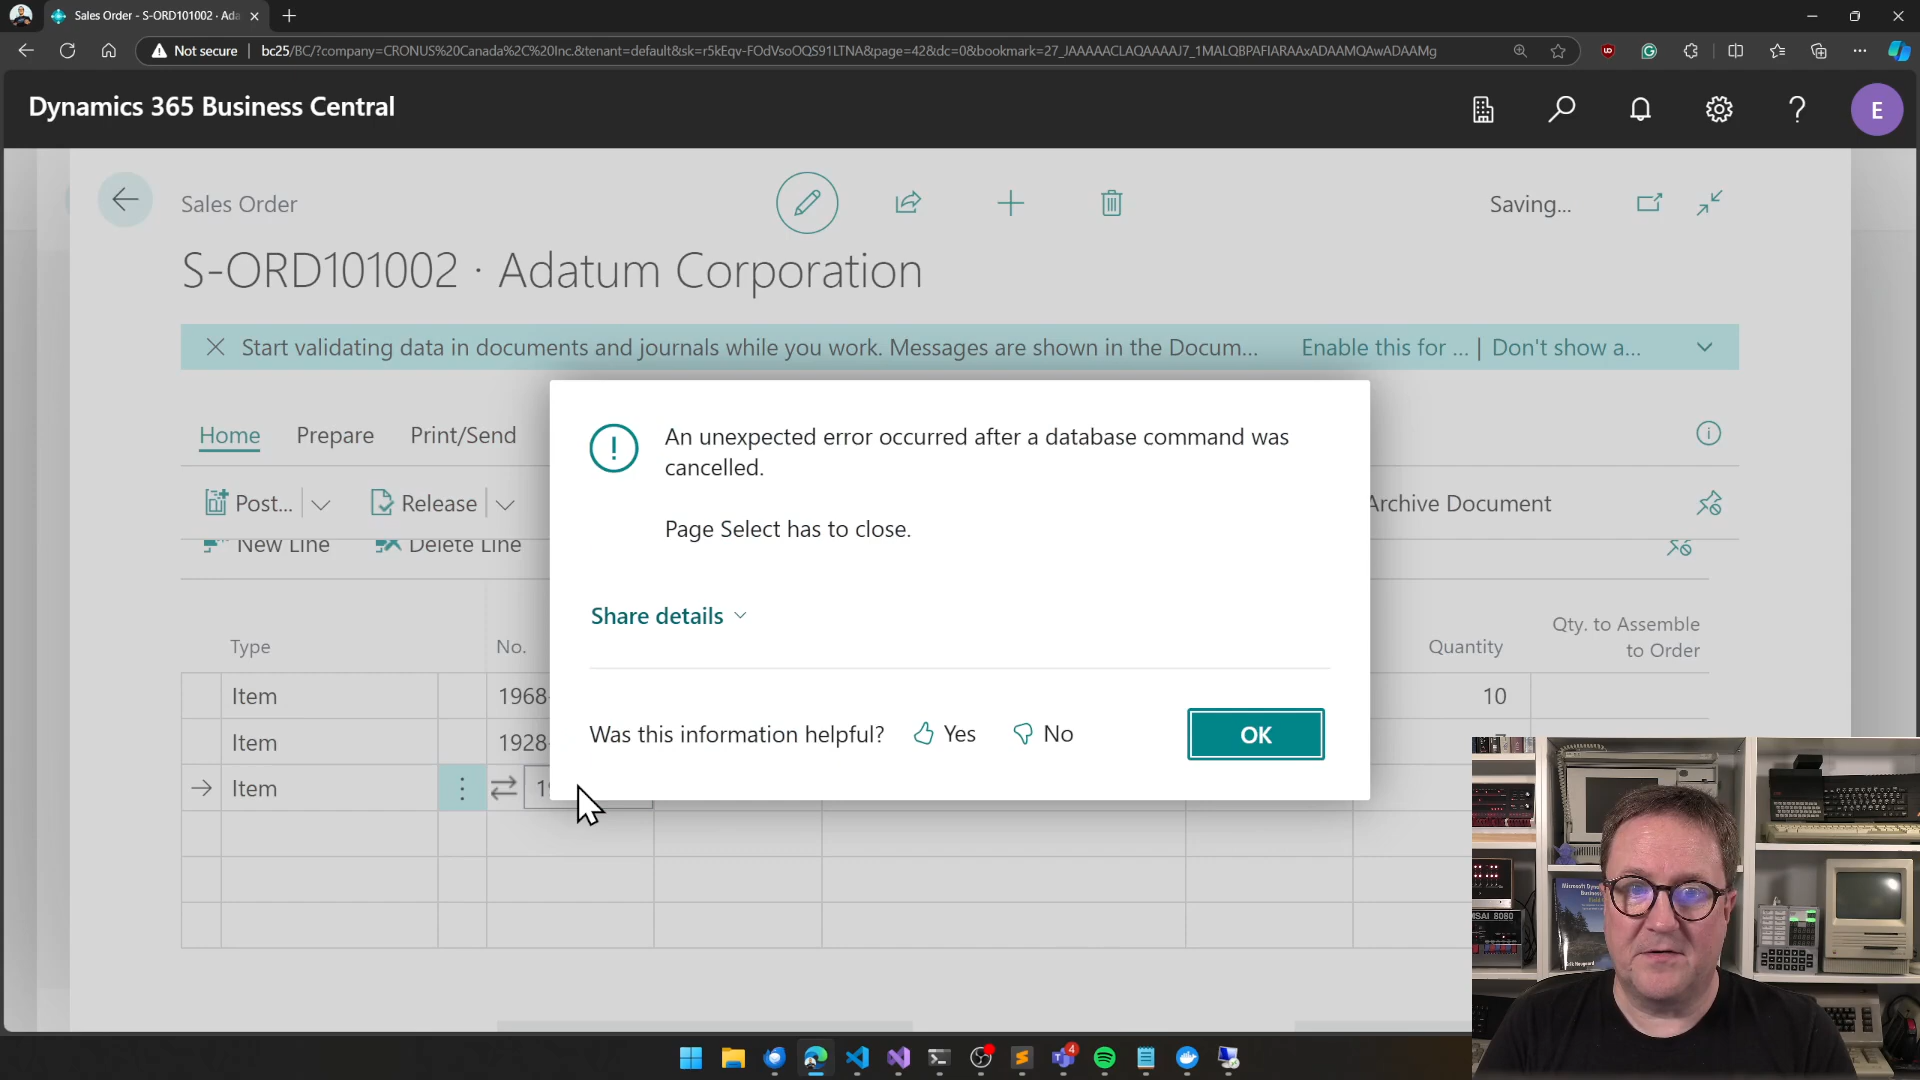 Sales Order - S-ORD101002 · Ada
Not secure
bc25/BC/?company=CRONUS%20Canada%2C%20Inc.&tenant=default&sk=r5kEqv-FOdVsoOQS91LTNA&page=42&dc=0&bookmark=27_JAAAAACLAQAAAAJ7_1MALQBPAFIARAAxADAAMQAwADAAMg
Dynamics 365 Business Central
E
Sales Order
Saving...
S-ORD101002 · Adatum Corporation
Start validating data in documents and journals while you work. Messages are shown in the Docum...
Enable this for ... | Don't show a...
Home
Prepare
Print/Send
Post...
Release
Archive Document
New Line
Delete Line
An unexpected error occurred after a database command was
cancelled.
Page Select has to close.
Share details
Was this information helpful?
Yes
No
OK
Type
No.
Quantity
Qty. to Assemble
to Order
Item
1968-
10
Item
1928-
Item
4